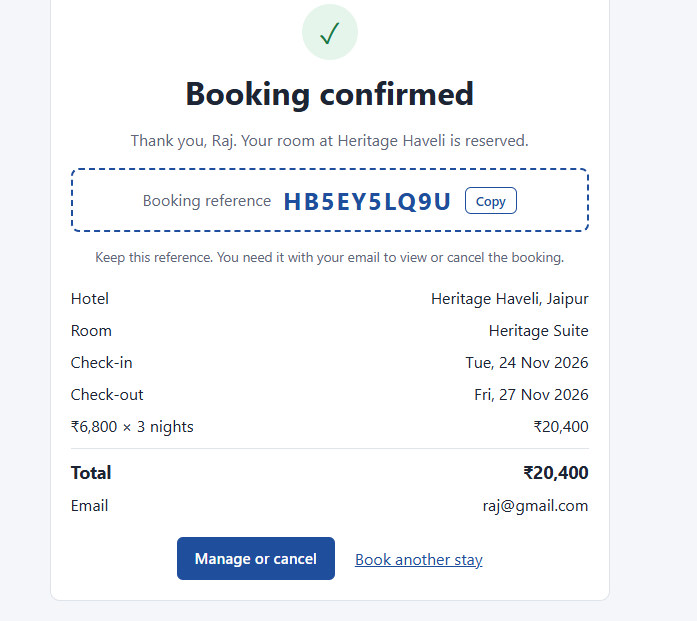 Booking confirmed
Thank you, Raj. Your room at Heritage Haveli is reserved.
Booking reference HB5EY5LQ9U Copy
Keep this reference. You need it with your email to view or cancel the booking.
Hotel Heritage Haveli, Jaipur
Room Heritage Suite
Check-in Tue, 24 Nov 2026
Check-out Fri, 27 Nov 2026
₹6,800 × 3 nights ₹20,400
Total ₹20,400
Email raj@gmail.com
Manage or cancel Book another stay